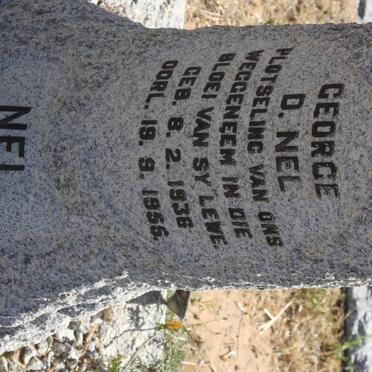 GEORGE
D. NEL
PLOTSELING VAN ONS
WEGGENEEM IN DIE
BLOEI VAN SY LEWE.
GEB. 8. 2. 1936
OORL. 19. 9. 1956.
NEL